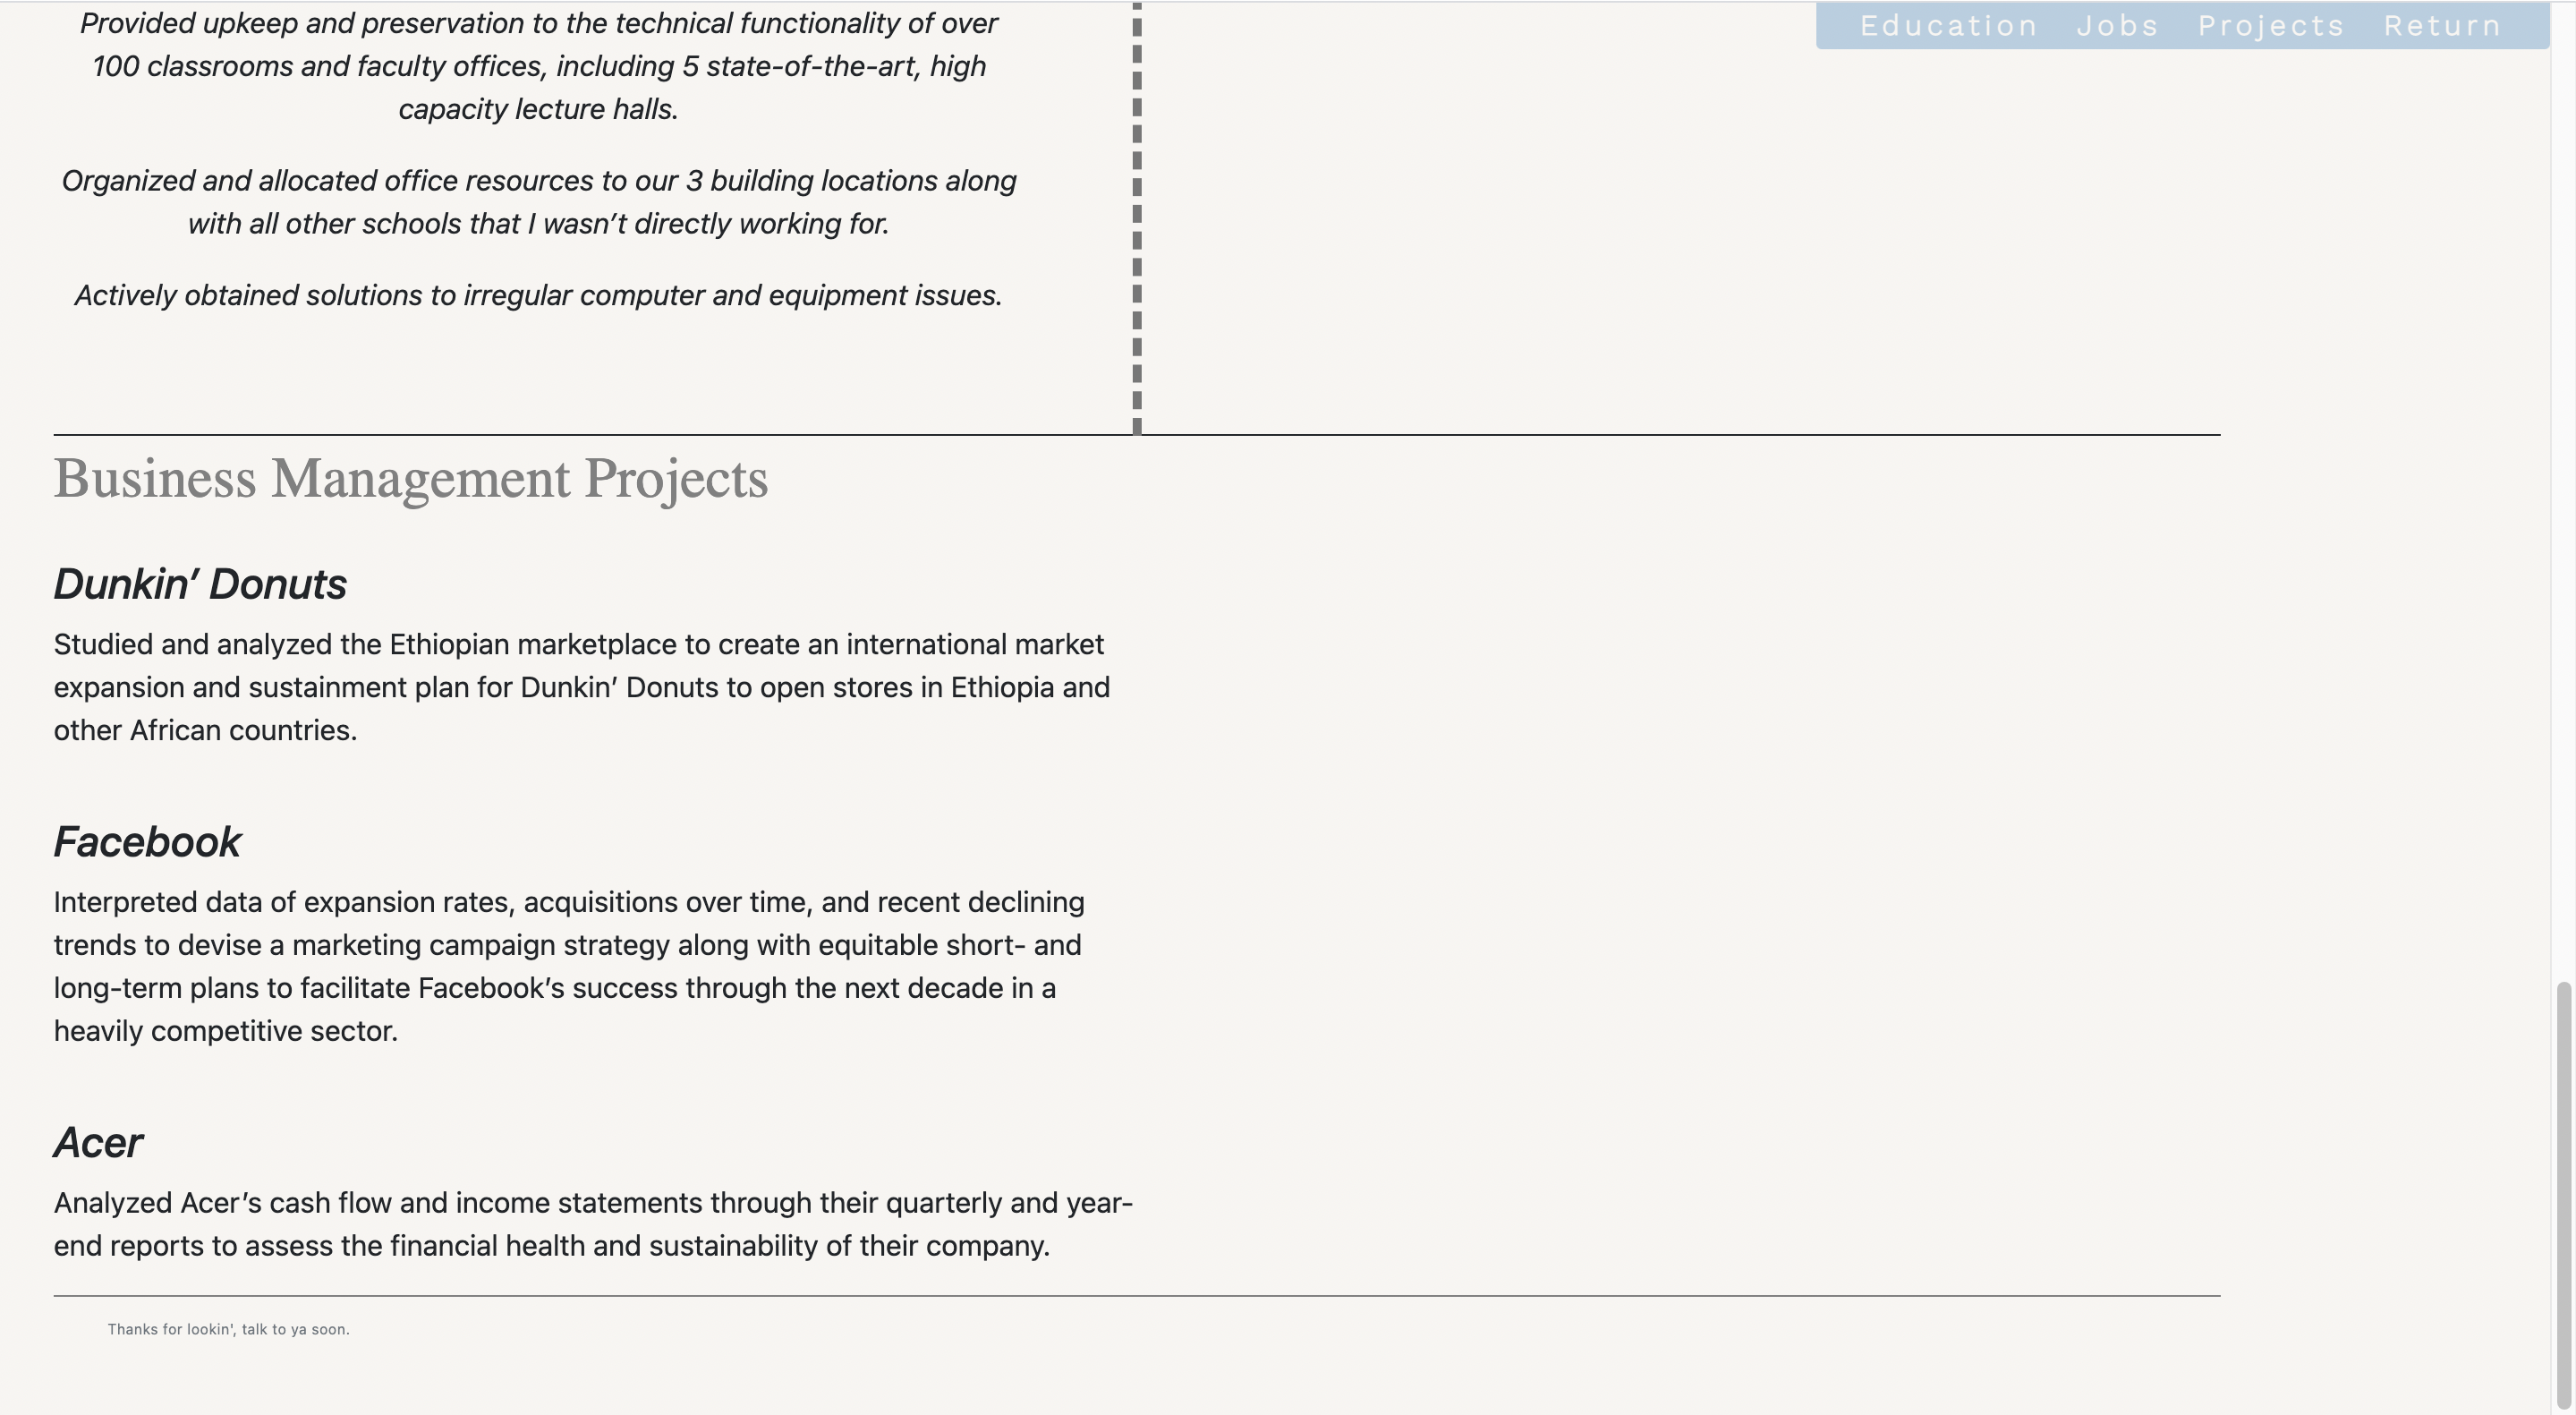 Education Jobs Projects Return
Provided upkeep and preservation to the technical functionality of over
100 classrooms and faculty offices, including 5 state-of-the-art, high
capacity lecture halls.
Organized and allocated office resources to our 3 building locations along
with all other schools that I wasn’t directly working for.
Actively obtained solutions to irregular computer and equipment issues.
Business Management Projects
Dunkin’ Donuts
Studied and analyzed the Ethiopian marketplace to create an international market
expansion and sustainment plan for Dunkin’ Donuts to open stores in Ethiopia and
other African countries.
Facebook
Interpreted data of expansion rates, acquisitions over time, and recent declining
trends to devise a marketing campaign strategy along with equitable short- and
long-term plans to facilitate Facebook’s success through the next decade in a
heavily competitive sector.
Acer
Analyzed Acer’s cash flow and income statements through their quarterly and year-
end reports to assess the financial health and sustainability of their company.
Thanks for lookin', talk to ya soon.